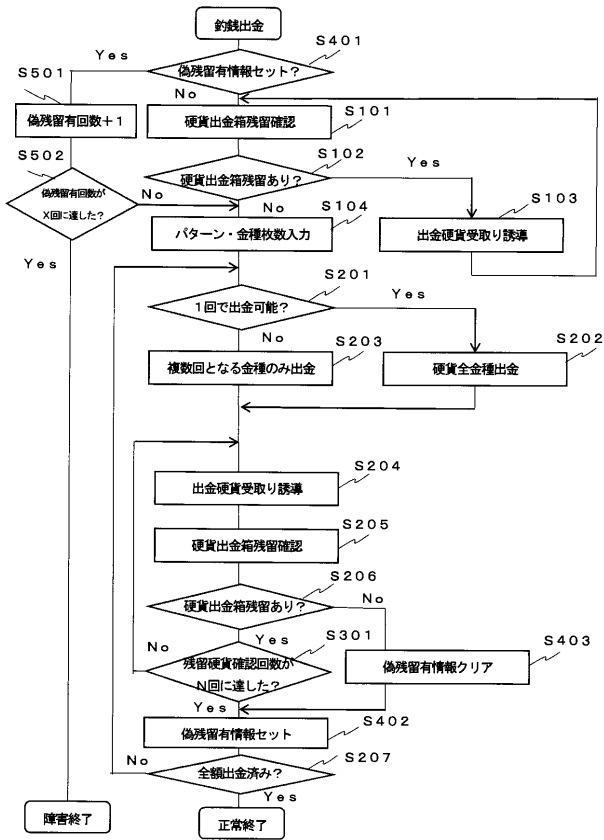 釣銭出金
S401
Yes
偽残留有情報セット？
S501
No
S101
偽残留有回数＋１
硬貨出金箱残留確認
S502
S102
Yes
硬貨出金箱残留あり？
偽残留有回数が
X回に達した？
No
No
S103
S104
パターン・金種枚数入力
出金硬貨受取り誘導
Yes
S201
１回で出金可能？
Yes
No
S203
S202
複数回となる金種のみ出金
硬貨全金種出金
S204
出金硬貨受取り誘導
S205
硬貨出金箱残留確認
S206
硬貨出金箱残留あり？
No
Yes
S301
No
残留硬貨確認回数が
N回に達した？
S403
偽残留有情報クリア
Yes
S402
偽残留有情報セット
No
S207
全額出金済み？
Yes
障害終了
正常終了